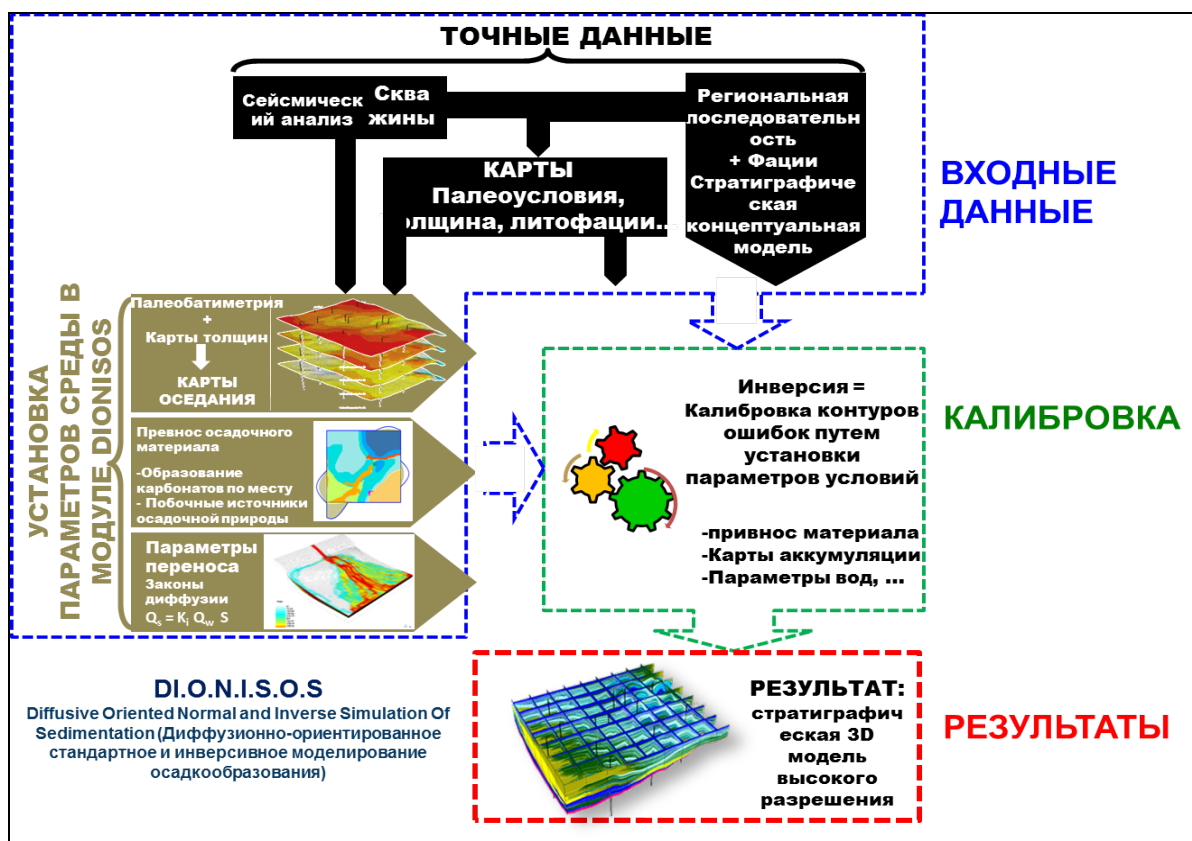 ТОЧНЫЕ ДАННЫЕ
Сейсмическ
ий анализ
Сква
жины
Региональная
последовательн
ость
+ Фации
Стратиграфиче
ская
концептуальная
модель
КАРТЫ
Палеоусловия,
олщина, литофации...
ВХОДНЫЕ
ДАННЫЕ
УСТАНОВКА
ПАРАМЕТРОВ СРЕДЫ В
МОДУЛЕ DIONISOS
Палеобатиметрия
+
Карты толщин
КАРТЫ
ОСЕДАНИЯ
Превнос осадочного
материала
-Образование
карбонатов по месту
- Побочные источники
осадочной природы
Параметры
переноса
Законы
диффузии
Qs = Ki Qw S
Инверсия =
Калибровка контуров
ошибок путем
установки
параметров условий
-привнос материала
-Карты аккумуляции
-Параметры вод, ...
КАЛИБРОВКА
DI.O.N.I.S.O.S
Diffusive Oriented Normal and Inverse Simulation Of
Sedimentation (Диффузионно-ориентированное
стандартное и инверсивное моделирование
осадкообразования)
РЕЗУЛЬТАТ:
стратиграфич
еская 3D
модель
высокого
разрешения
РЕЗУЛЬТАТЫ